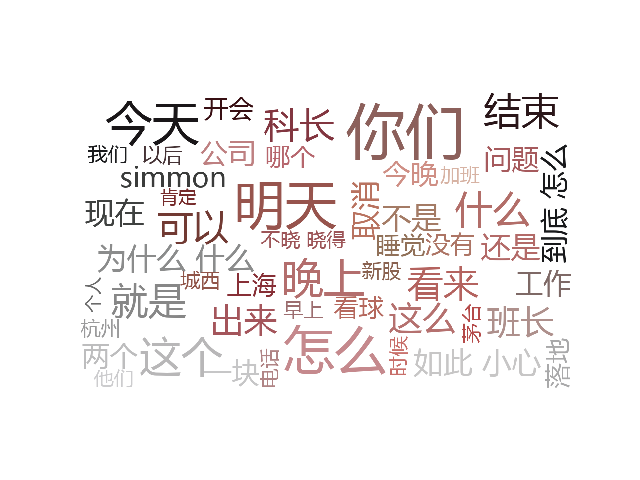 今天 开会 科长 你们 结束
我们 以后 公司 哪个 今晚 加班 问题 怎么
simmon 肯定 明天 取消 不是 什么 到底
现在 可以 不晓 晓得 睡觉 没有 还是
为什么 什么 城西 上海 晚上 新股 看来 工作
个人 就是 出来 早上 看球 这么 茅台 班长
杭州 两个 这个 一块 电话 怎么 时候 如此 小心 落地
他们